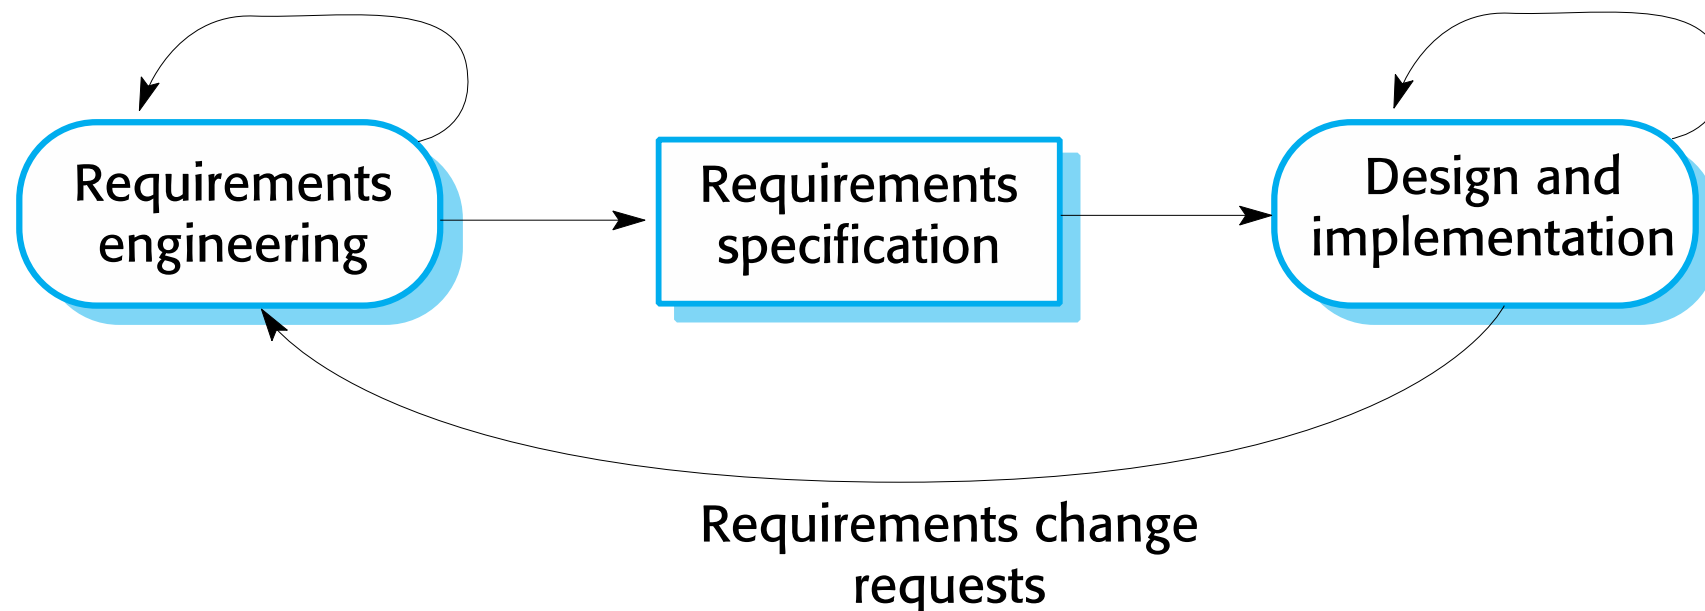 Requirements
engineering
Requirements
specification
Design and
implementation
Requirements change
requests